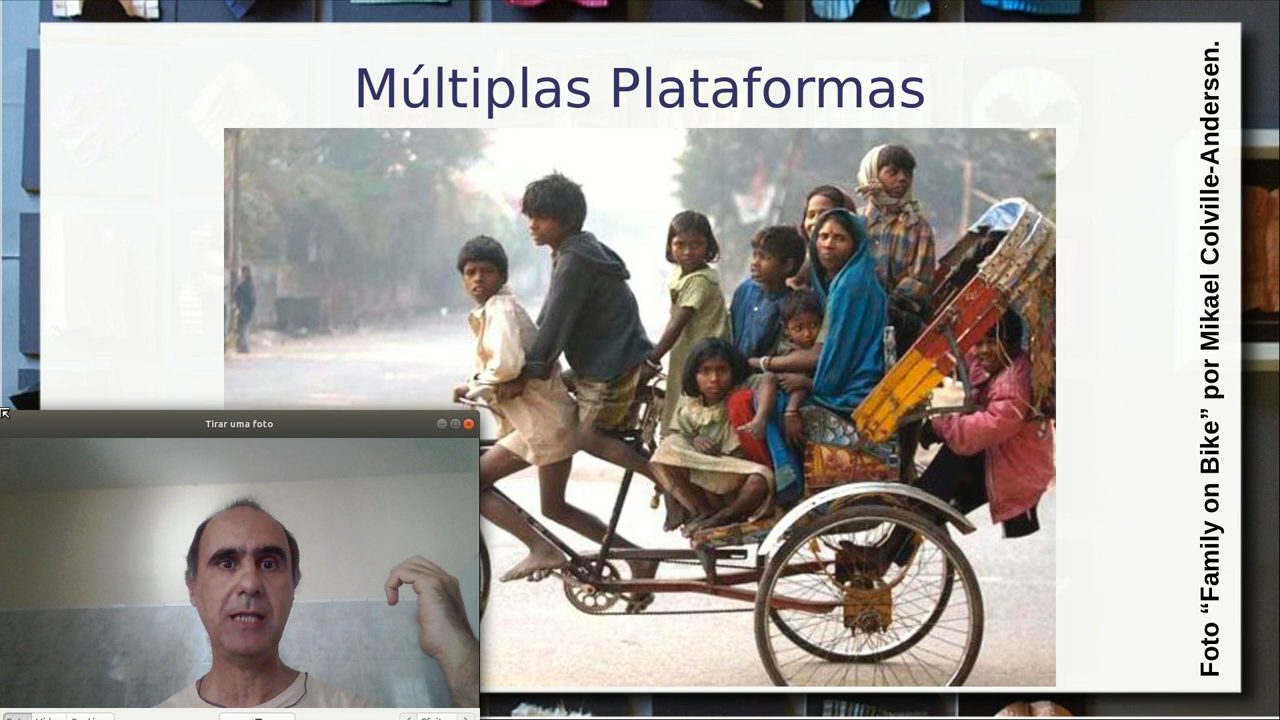 Múltiplas Plataformas
Foto “Family on Bike” por Mikael Colville-Andersen.
Tirar uma foto